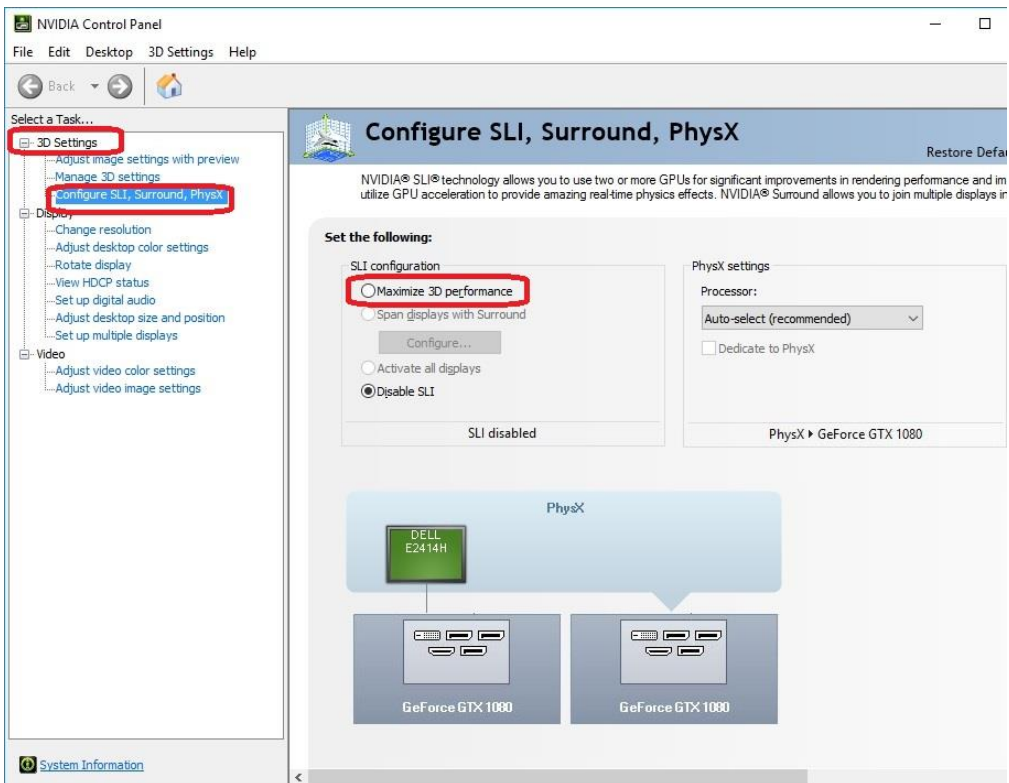 NVIDIA Control Panel
File Edit Desktop 3D Settings Help
Back
Select a Task...
3D Settings
Adjust image settings with preview
Manage 3D settings
Configure SLI, Surround, PhysX
Display
Change resolution
Adjust desktop color settings
Rotate display
View HDCP status
Set up digital audio
Adjust desktop size and position
Set up multiple displays
Video
Adjust video color settings
Adjust video image settings
System Information
Configure SLI, Surround, PhysX
Restore Defau
NVIDIA® SLI® technology allows you to use two or more GPUs for significant improvements in rendering performance and im
utilize GPU acceleration to provide amazing real-time physics effects. NVIDIA® Surround allows you to join multiple displays in
Set the following:
SLI configuration
Maximize 3D performance
Span displays with Surround
Configure...
Activate all displays
Disable SLI
SLI disabled
PhysX settings
Processor:
Auto-select (recommended)
Dedicate to PhysX
PhysX ▸ GeForce GTX 1080
PhysX
DELL
E2414H
GeForce GTX 1080
GeForce GTX 1080